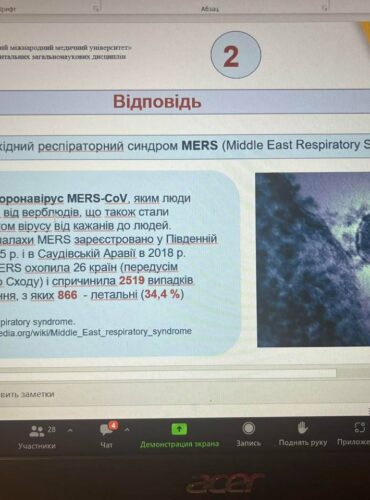 рифт
Абзац
ий міжнародний медичний університет»
нтальних загальнонаукових дисциплін
2
Відповідь
хідний респіраторний синдром MERS (Middle East Respiratory S
оронавірус MERS-CoV, яким люди
від верблюдів, що також стали
ом вірусу від кажанів до людей.
палахи MERS зареєстровано у Південній
5 р. і в Саудівській Аравії в 2018 р.
ERS охопила 26 країн (передусім
о Сходу) і спричинила 2519 випадків
ння, з яких 866 - летальні (34,4 %)
piratory syndrome.
edia.org/wiki/Middle_East_respiratory_syndrome
вить заметки
28
4
Участники
Чат
Демонстрация экрана
Запись
Поднять руку
Приложе
acer